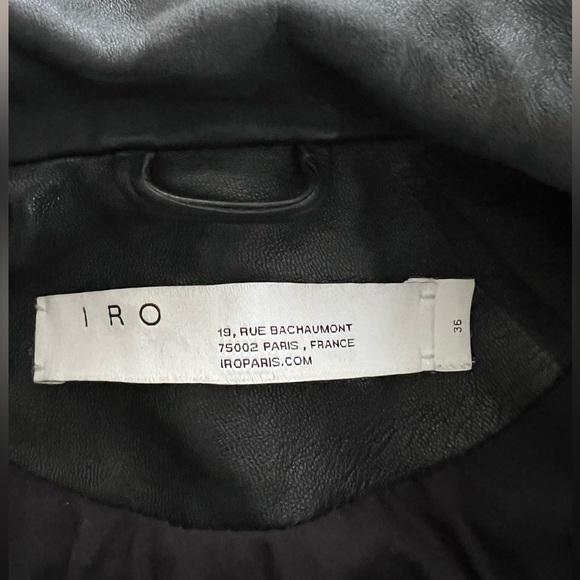 IRO
19, RUE BACHAUMONT
75002 PARIS , FRANCE
IROPARIS.COM
36